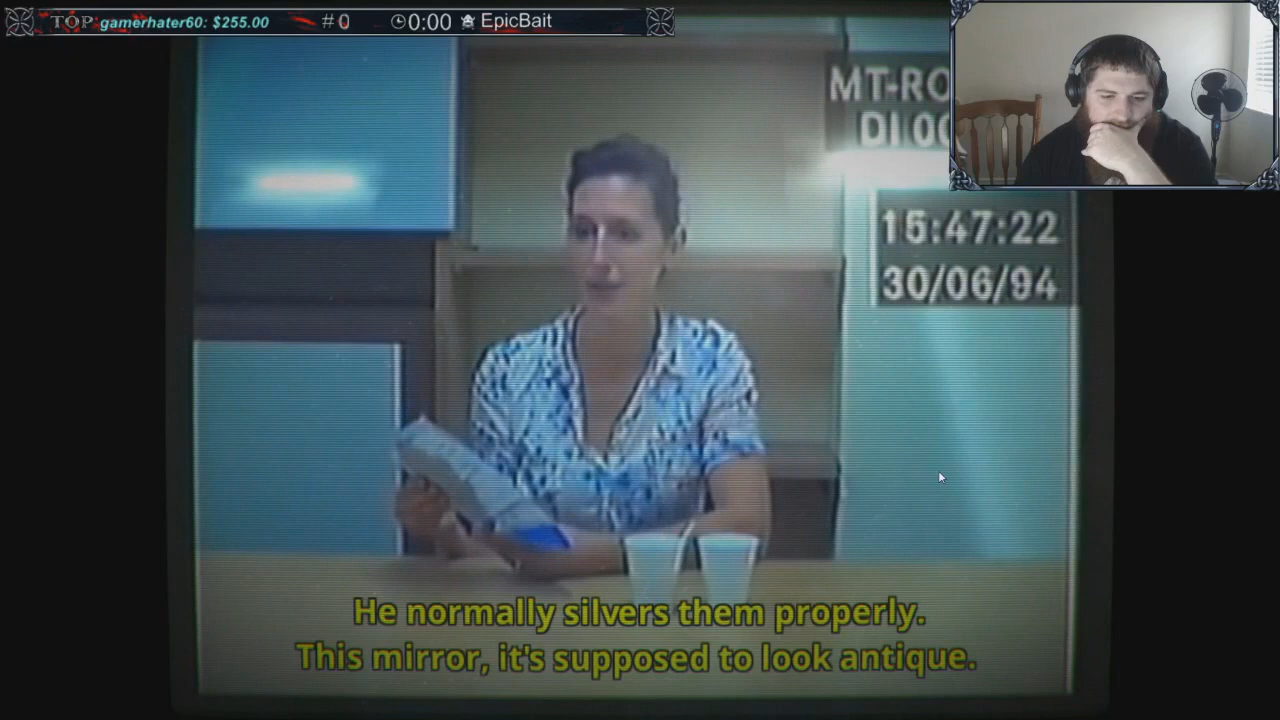 TOP: gamerhater60: $255.00 #0 0:00 EpicBait
MT-RO
DI 00
15:47:22
30/06/94
He normally silvers them properly.
This mirror, it's supposed to look antique.